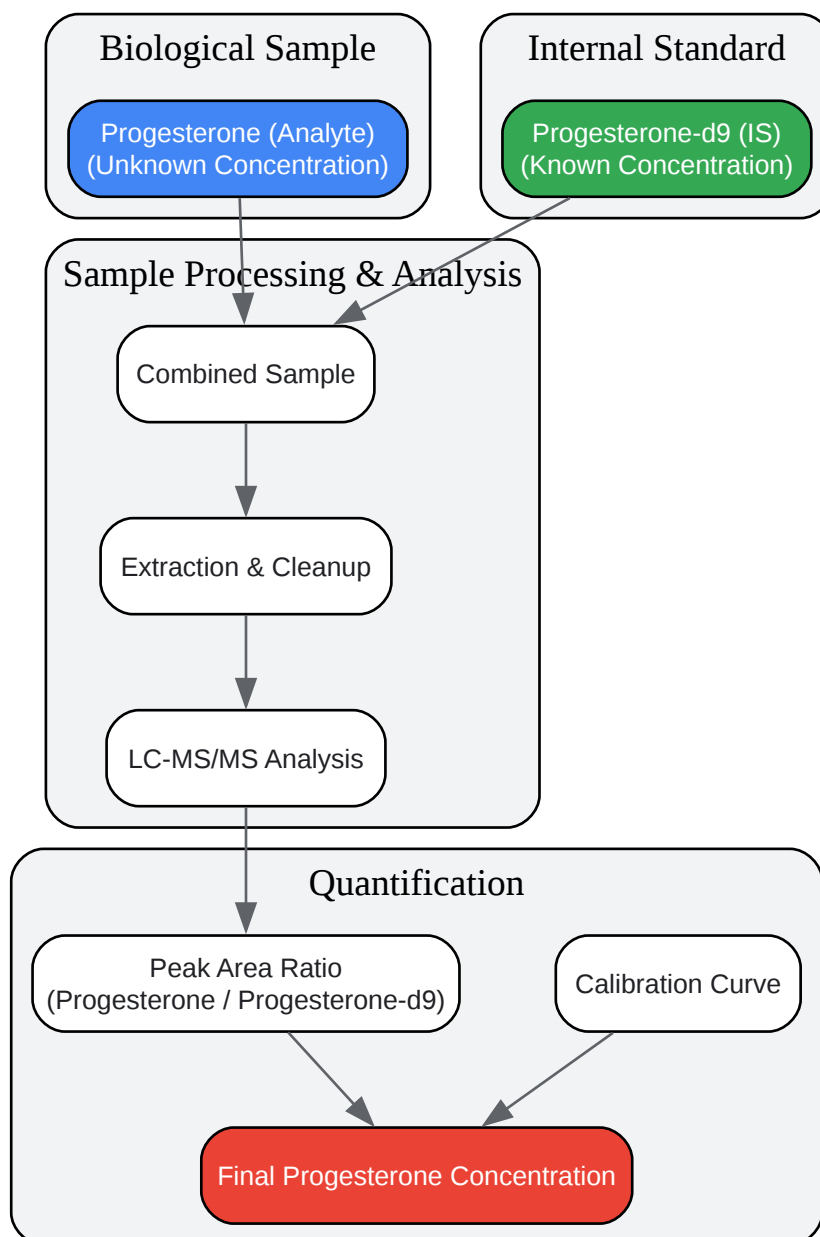 Biological Sample
Progesterone (Analyte)
(Unknown Concentration)
Internal Standard
Progesterone-d9 (IS)
(Known Concentration)
Sample Processing & Analysis
Combined Sample
Extraction & Cleanup
LC-MS/MS Analysis
Quantification
Peak Area Ratio
(Progesterone / Progesterone-d9)
Calibration Curve
Final Progesterone Concentration